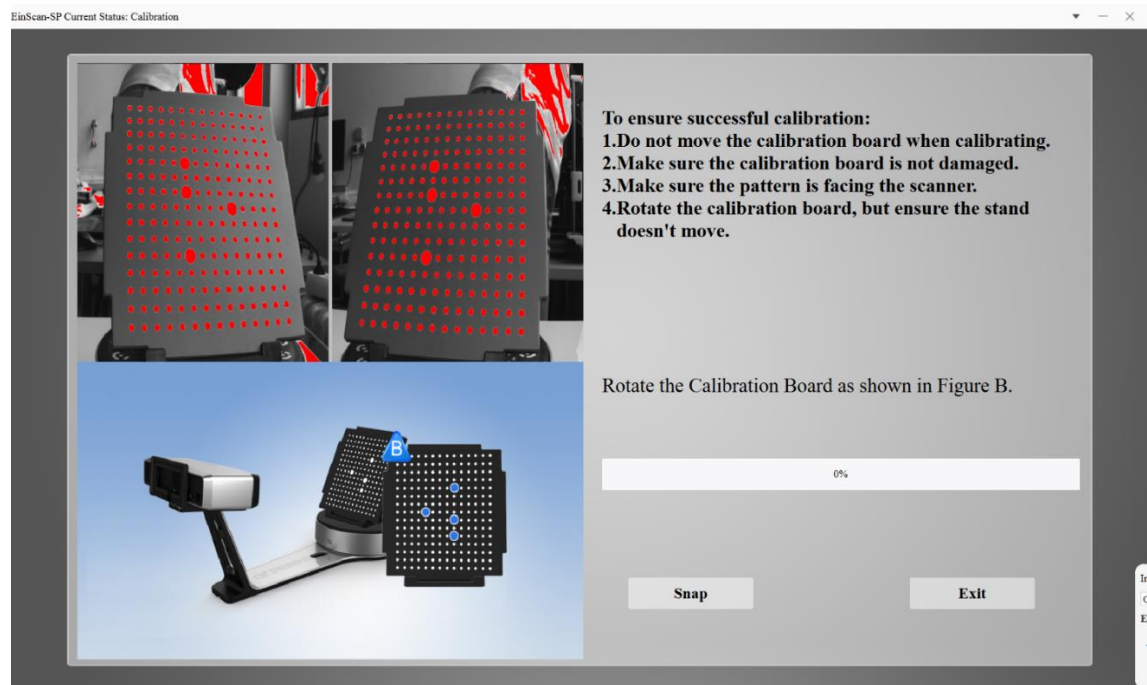 EinScan-SP Current Status: Calibration
To ensure successful calibration:
1.Do not move the calibration board when calibrating.
2.Make sure the calibration board is not damaged.
3.Make sure the pattern is facing the scanner.
4.Rotate the calibration board, but ensure the stand
doesn't move.
B
Rotate the Calibration Board as shown in Figure B.
0%
Snap
Exit